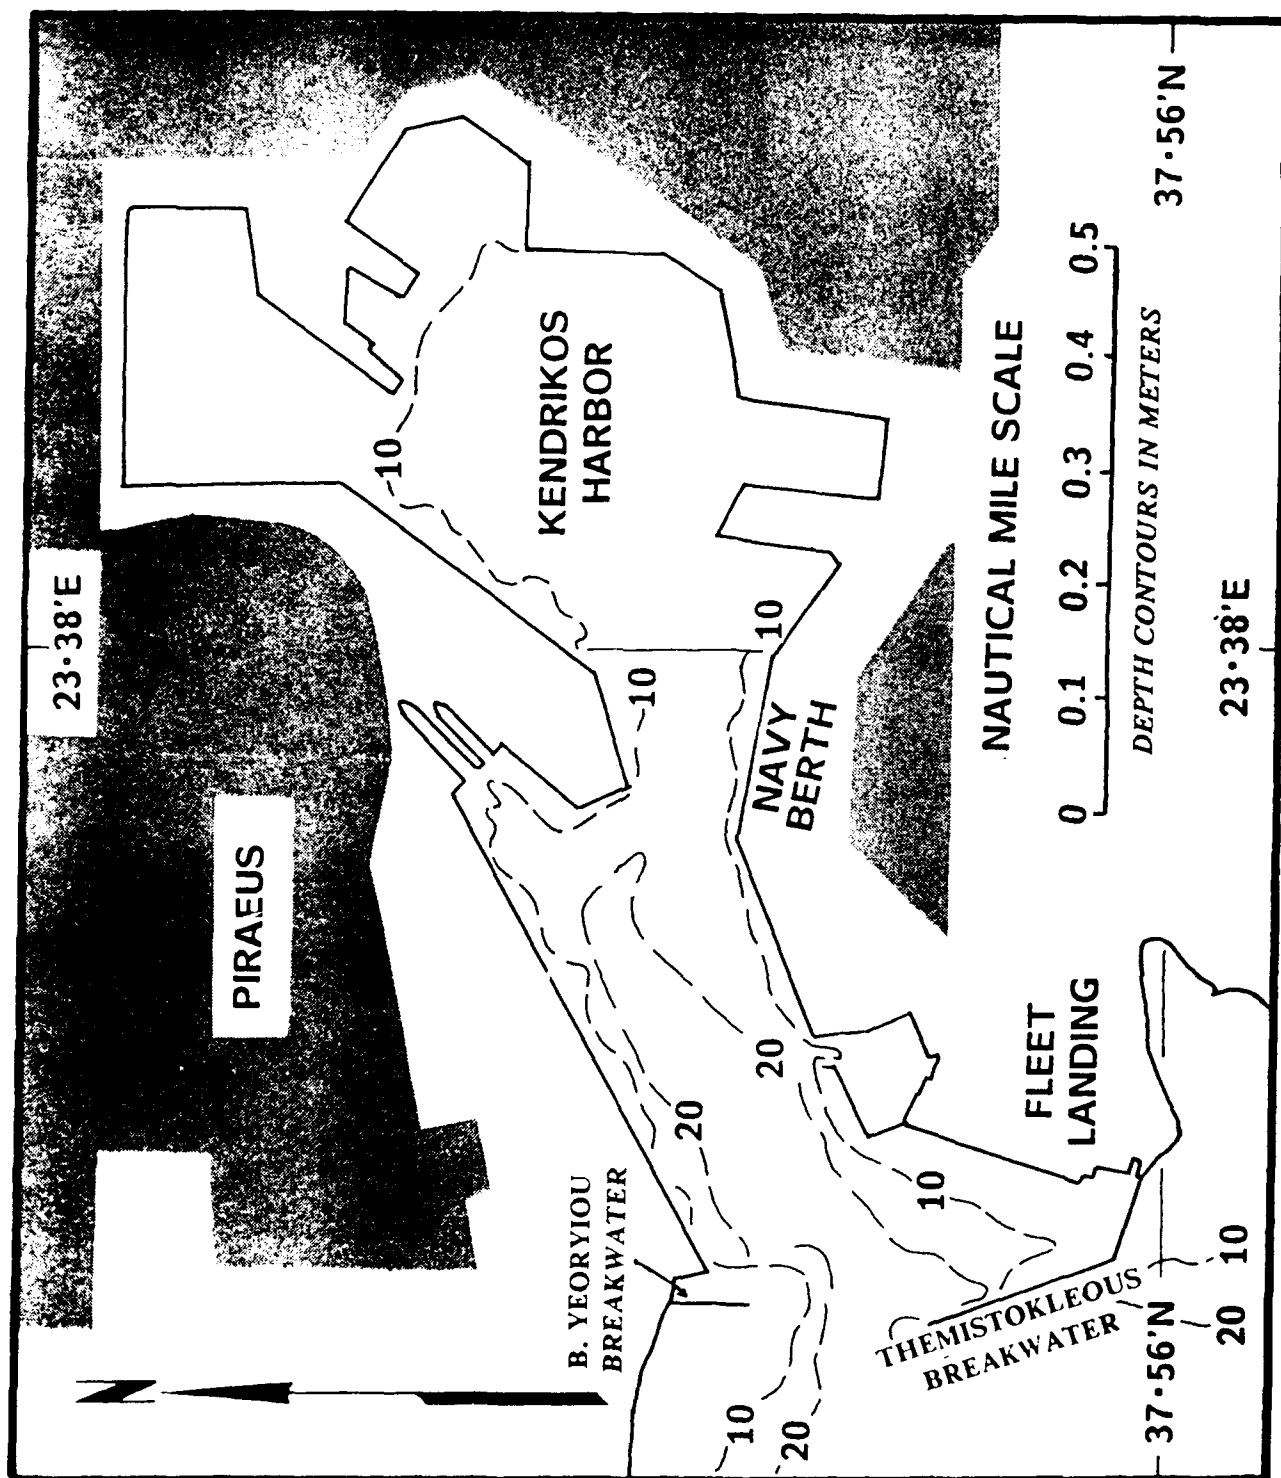 23·38'E
PIRAEUS
10
KENDRIKOS
HARBOR
10
10
B. YEORYIOU
BREAKWATER
20
20
NAVY
BERTH
10
10
20
THEMISTOKLEOUS
BREAKWATER
FLEET
LANDING
NAUTICAL MILE SCALE
0 0.1 0.2 0.3 0.4 0.5
DEPTH CONTOURS IN METERS
37·56'N
37·56'N
20
10
23·38'E
N